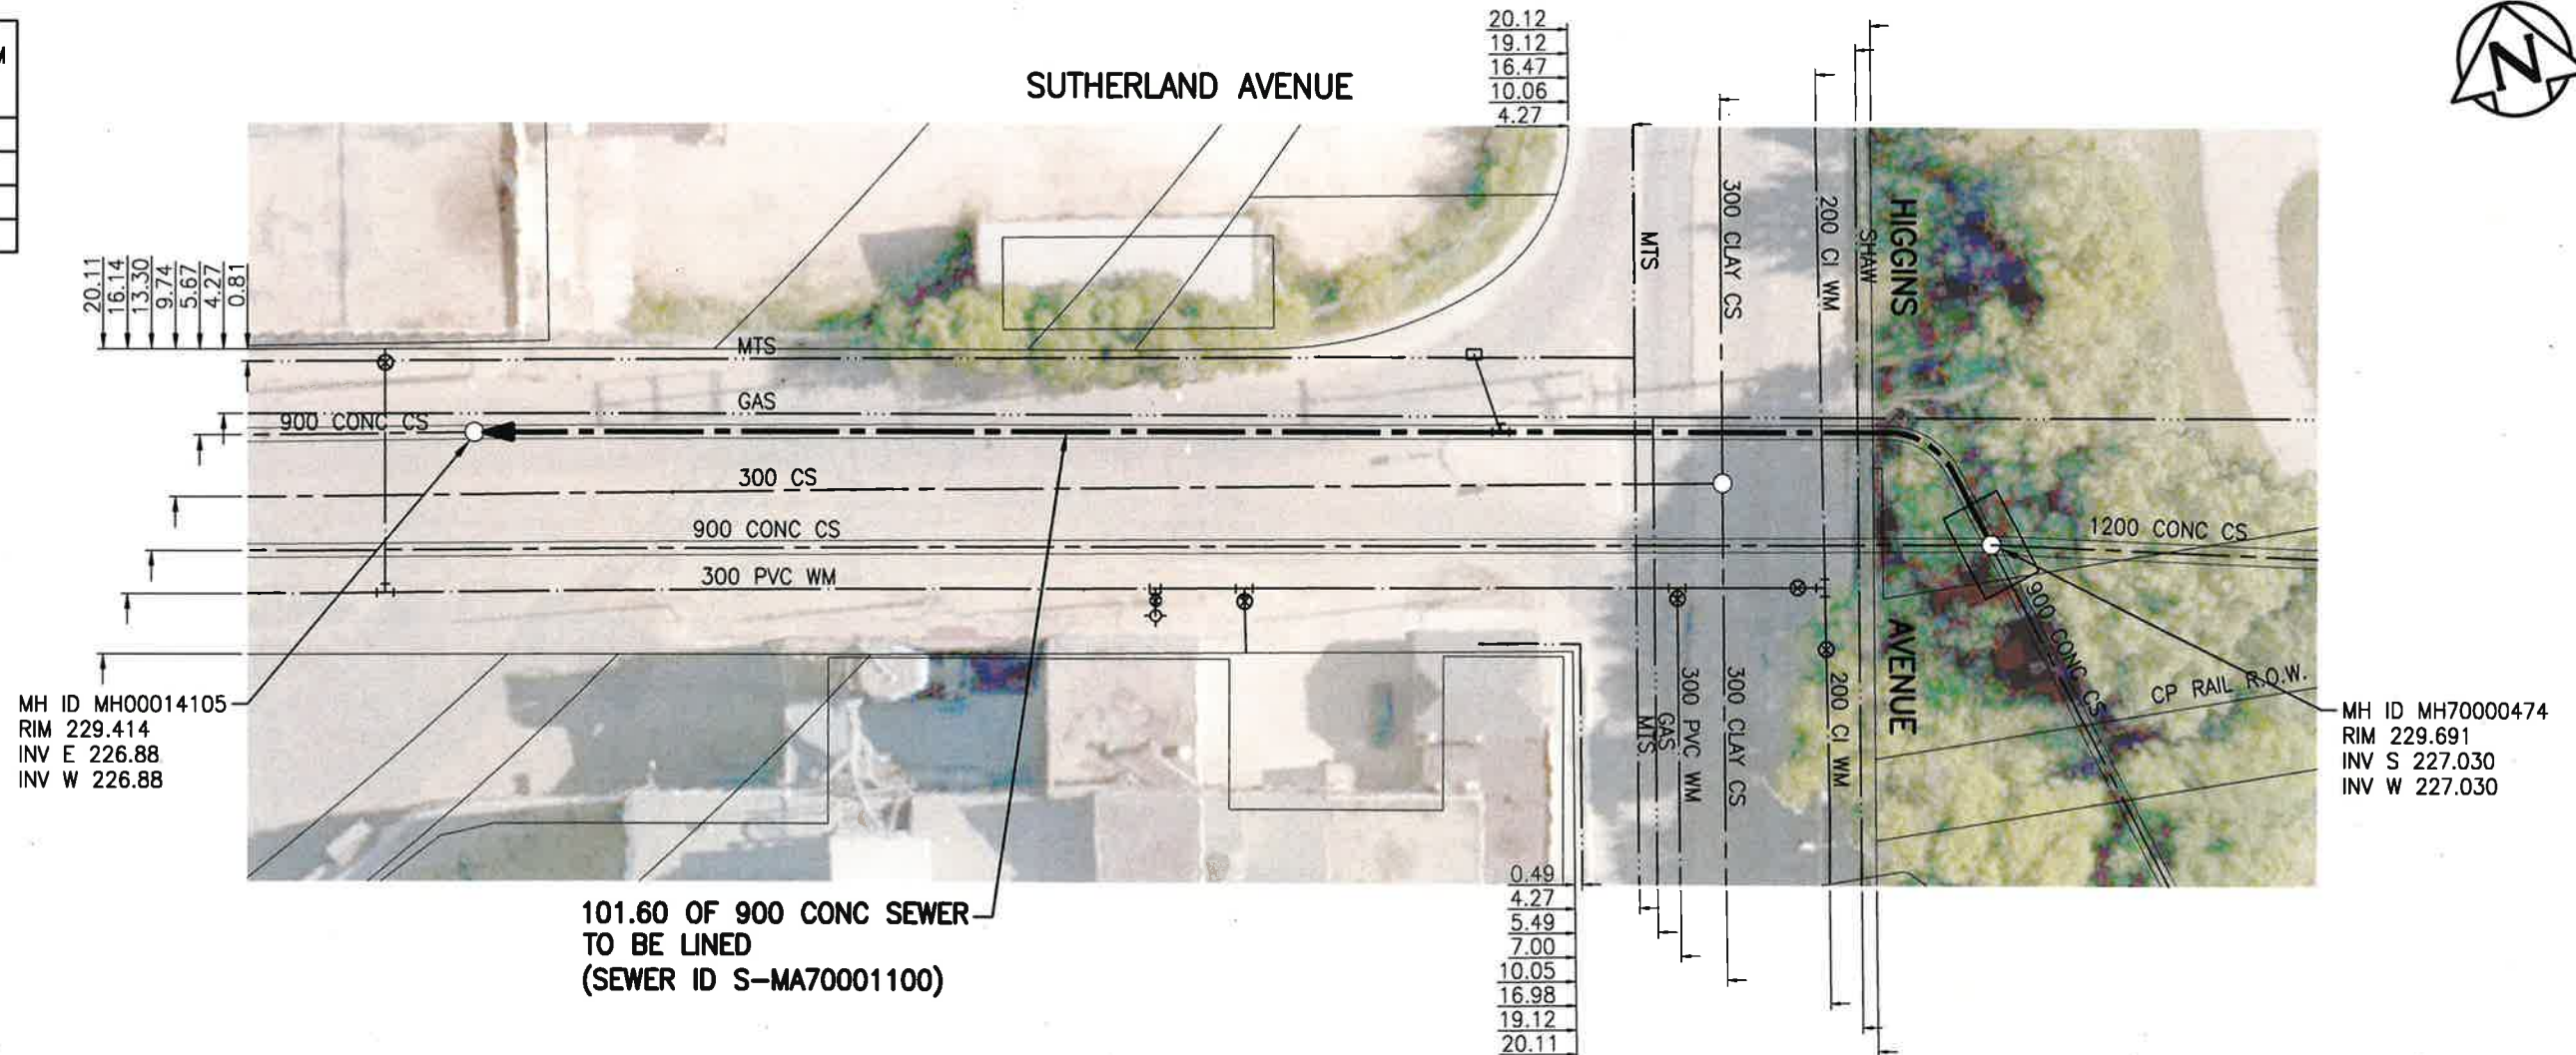 M
SUTHERLAND AVENUE
N
20.12
19.12
16.47
10.06
4.27
20.11
16.14
13.30
9.74
5.67
4.27
0.81
MTS
GAS
900 CONC CS
300 CS
900 CONC CS
300 PVC WM
MTS
300 CLAY CS
200 CI WM
SHAW
HIGGINS
AVENUE
1200 CONC CS
900 CONC CS
CP RAIL R.O.W.
MTS
GAS
300 PVC WM
300 CLAY CS
200 CI WM
MH ID MH00014105
RIM 229.414
INV E 226.88
INV W 226.88
MH ID MH70000474
RIM 229.691
INV S 227.030
INV W 227.030
101.60 OF 900 CONC SEWER
TO BE LINED
(SEWER ID S-MA70001100)
0.49
4.27
5.49
7.00
10.05
16.98
19.12
20.11